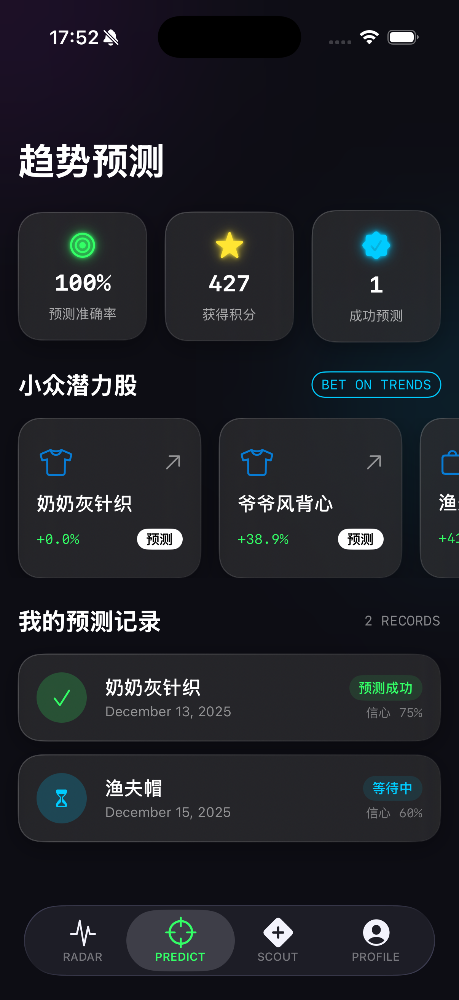 17:52
趋势预测
100%
427
1
预测准确率
获得积分
成功预测
小众潜力股
BET ON TRENDS
奶奶灰针织
爷爷风背心
渔
+0.0%
预测
+38.9%
预测
+41
我的预测记录
2 RECORDS
奶奶灰针织
预测成功
December 13, 2025
信心 75%
渔夫帽
等待中
December 15, 2025
信心 60%
RADAR
PREDICT
SCOUT
PROFILE